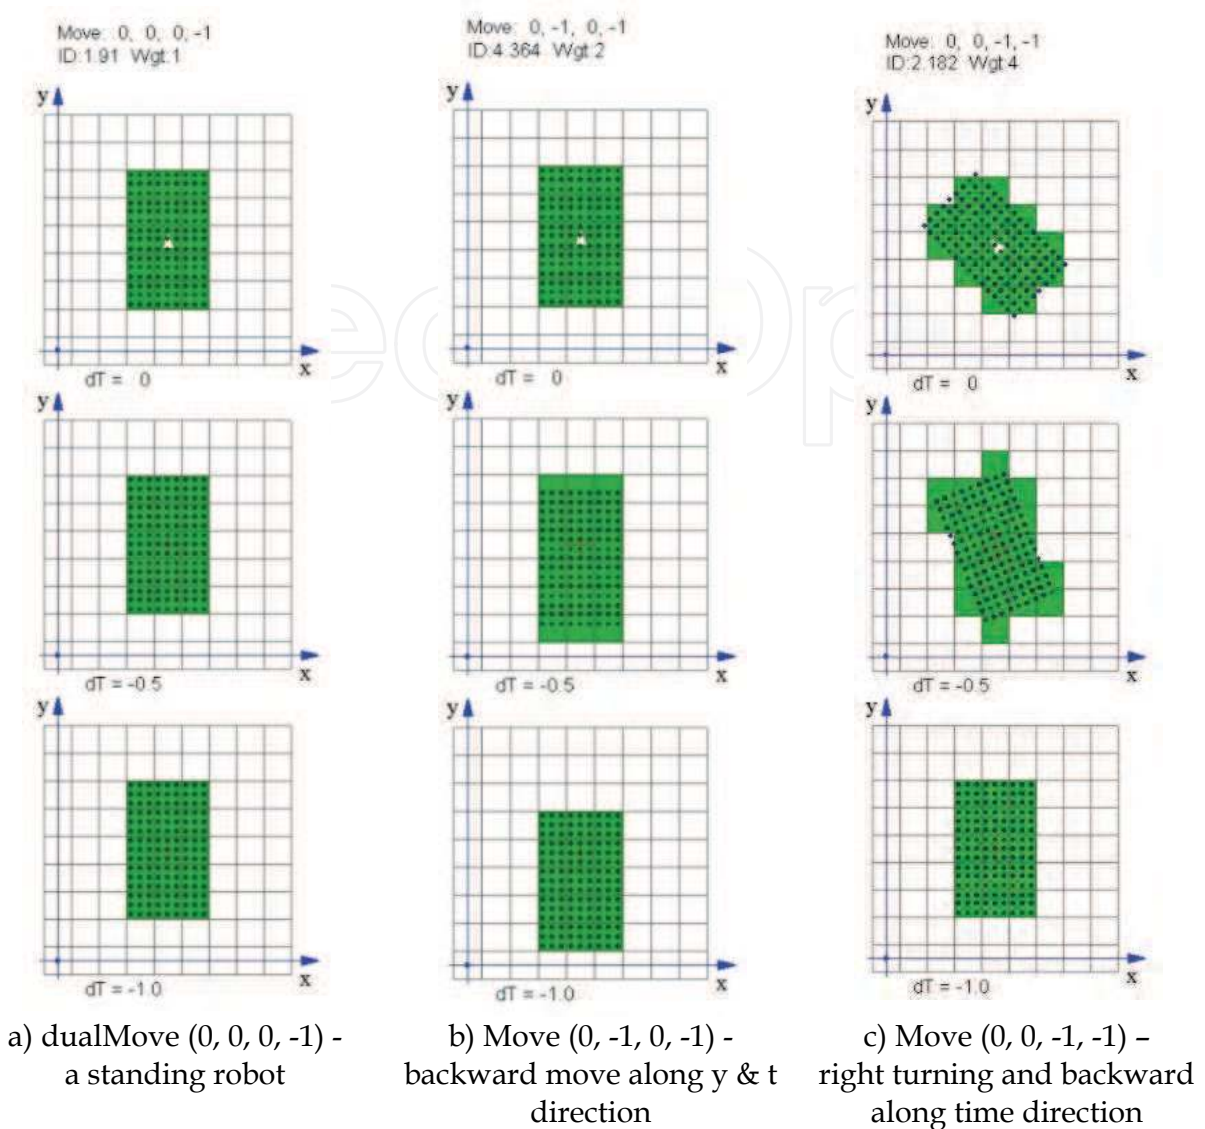 Move: 0, 0, 0, -1
ID:1.91 Wgt:1
y
x
dT = 0
y
x
dT = -0.5
y
x
dT = -1.0
a) dualMove (0, 0, 0, -1) -
a standing robot
Move: 0, -1, 0, -1
ID:4.364 Wgt:2
y
x
dT = 0
y
x
dT = -0.5
y
x
dT = -1.0
b) Move (0, -1, 0, -1) -
backward move along y & t
direction
Move: 0, 0, -1, -1
ID:2.182 Wgt:4
y
x
dT = 0
y
x
dT = -0.5
y
x
dT = -1.0
c) Move (0, 0, -1, -1) –
right turning and backward
along time direction